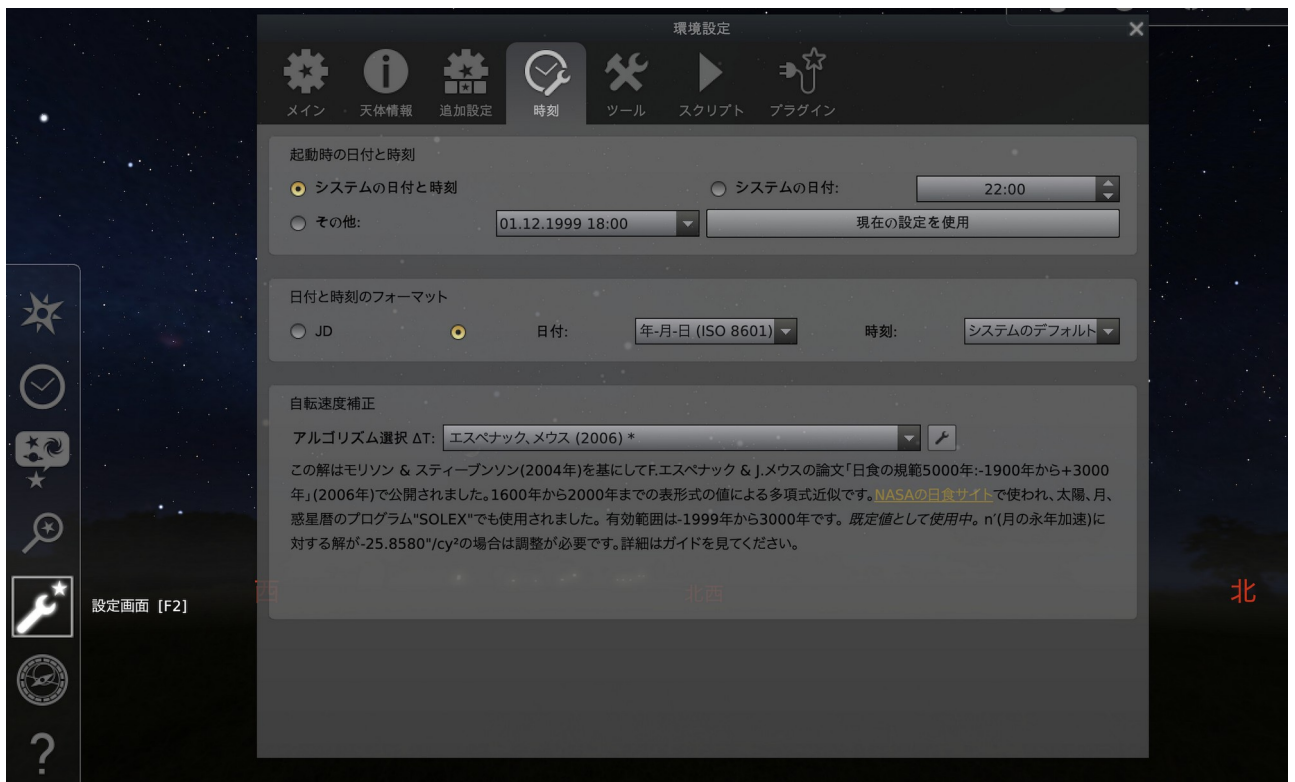 環境設定
メイン
天体情報
追加設定
時刻
ツール
スクリプト
プラグイン
起動時の日付と時刻
システムの日付と時刻
システムの日付:
22:00
その他:
01.12.1999 18:00
現在の設定を使用
日付と時刻のフォーマット
JD
日付:
年-月-日 (ISO 8601)
時刻:
システムのデフォルト
自転速度補正
アルゴリズム選択 ΔT:
エスペナック、メウス (2006) *
この解はモリソン & スティーブンソン(2004年)を基にしてF.エスペナック & J.メウスの論文「日食の規範5000年:-1900年から+3000
年」(2006年)で公開されました。1600年から2000年までの表形式の値による多項式近似です。NASAの日食サイトで使われ、太陽、月、
惑星暦のプログラム"SOLEX"でも使用されました。有効範囲は-1999年から3000年です。既定値として使用中。n′(月の永年加速)に
対する解が-25.8580"/cy²の場合は調整が必要です。詳細はガイドを見てください。
西
北西
北
設定画面 [F2]